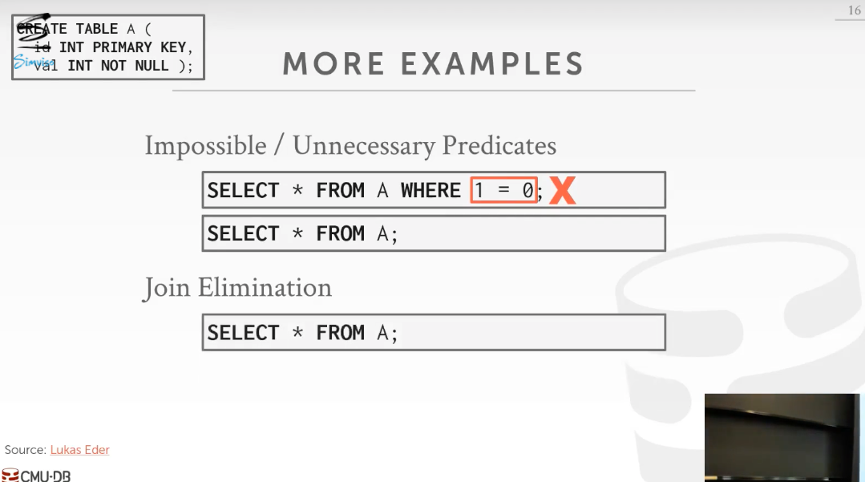 16
CREATE TABLE A (
id INT PRIMARY KEY,
val INT NOT NULL );
Simvise
MORE EXAMPLES
Impossible / Unnecessary Predicates
SELECT * FROM A WHERE 1 = 0; X
SELECT * FROM A;
Join Elimination
SELECT * FROM A;
Source: Lukas Eder
CMU·DB